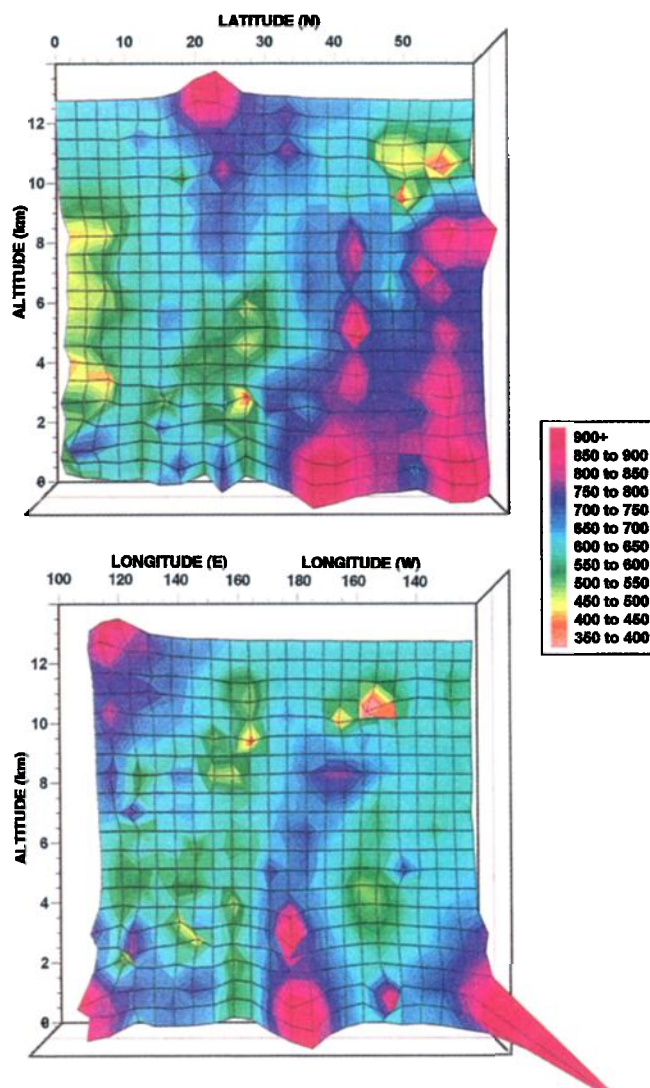 LATITUDE (N)
0 10 20 30 40 50
ALTITUDE (km)
12
10
8
6
4
2
0
900+
850 to 900
800 to 850
750 to 800
700 to 750
650 to 700
600 to 650
550 to 600
500 to 550
450 to 500
400 to 450
350 to 400
LONGITUDE (E) LONGITUDE (W)
100 120 140 160 180 160 140
ALTITUDE (km)
12
10
8
6
4
2
0